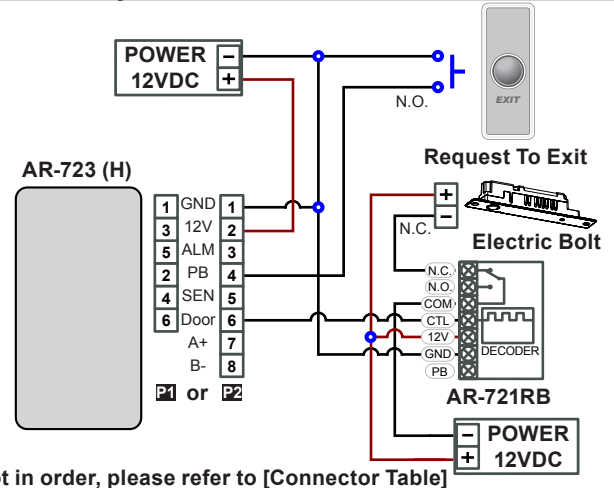 POWER
12VDC
−
+
N.O.
EXIT
Request To Exit
AR-723 (H)
1 GND 1
3 12V 2
5 ALM 3
2 PB 4
4 SEN 5
6 Door 6
A+ 7
B- 8
P1 or P2
+
−
N.C.
Electric Bolt
N.C.
N.O.
COM
CTL
12V
GND
PB
DECODER
AR-721RB
− POWER
+ 12VDC
t in order, please refer to [Connector Table]